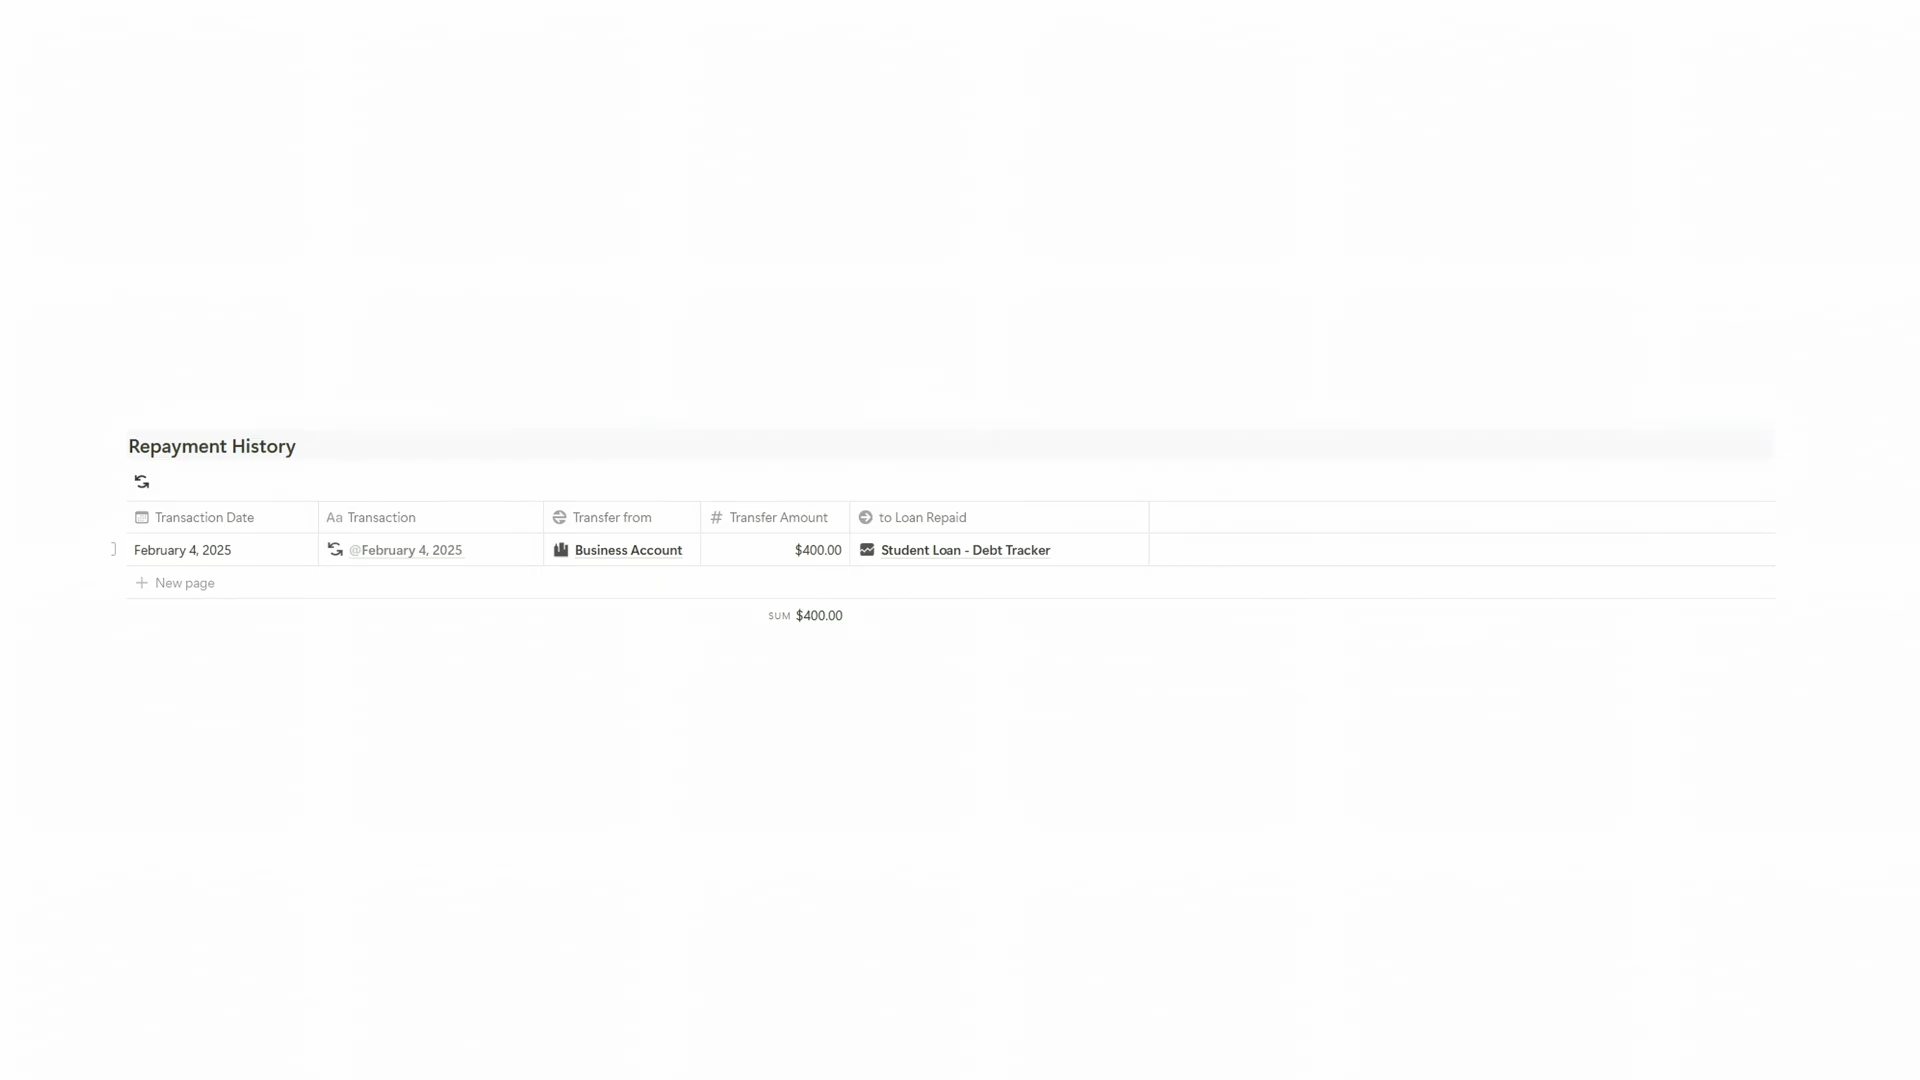 Repayment History
Transaction Date Aa Transaction Transfer from # Transfer Amount to Loan Repaid
February 4, 2025 @February 4, 2025 Business Account $400.00 Student Loan - Debt Tracker
+ New page
SUM $400.00